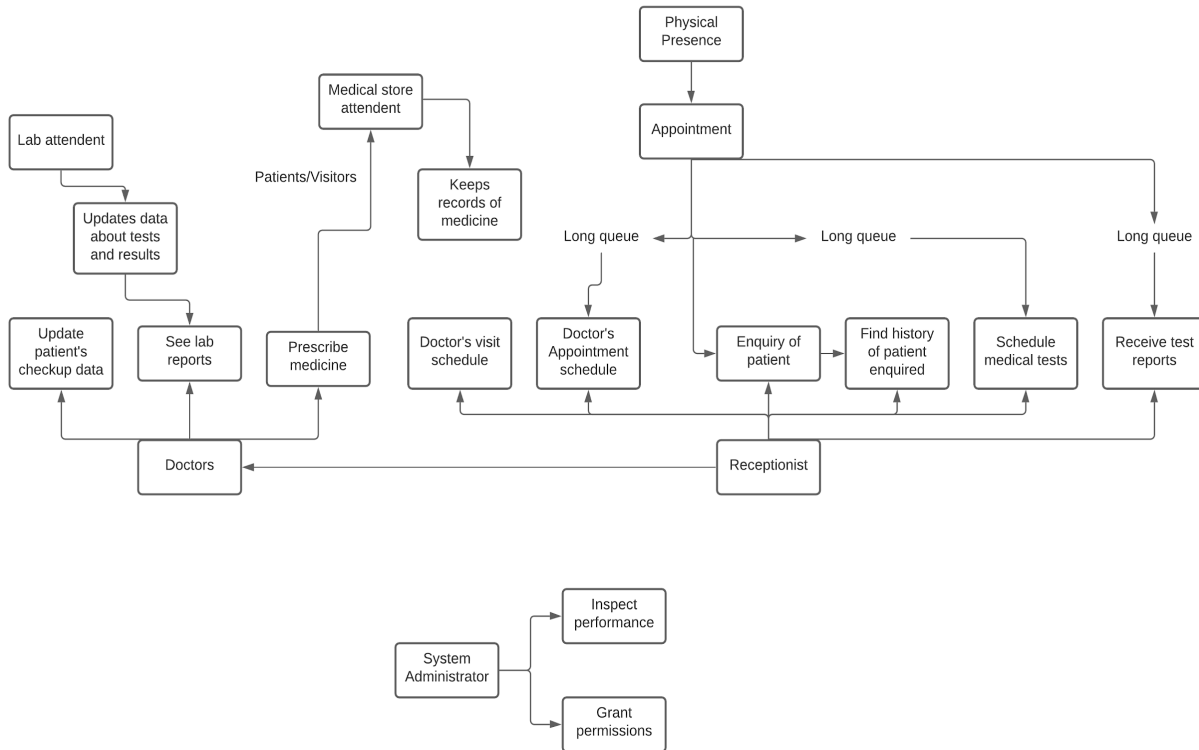 Physical
Presence
Medical store
attendent
Appointment
Lab attendent
Patients/Visitors
Keeps
records of
medicine
Updates data
about tests
and results
Long queue
Long queue
Long queue
Update
patient's
checkup data
See lab
reports
Prescribe
medicine
Doctor's visit
schedule
Doctor's
Appointment
schedule
Enquiry of
patient
Find history
of patient
enquired
Schedule
medical tests
Receive test
reports
Doctors
Receptionist
Inspect
performance
System
Administrator
Grant
permissions